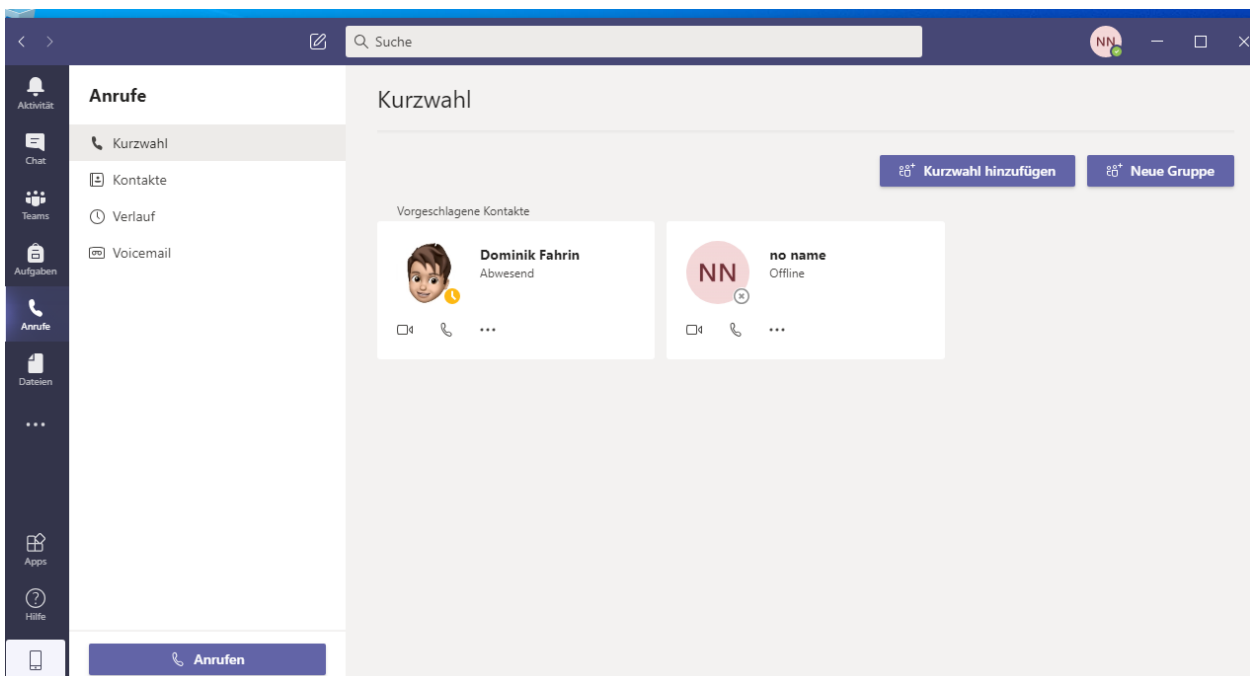 Suche
NN
Aktivität
Chat
Teams
Aufgaben
Anrufe
Dateien
Apps
Hilfe
Anrufe
Kurzwahl
Kontakte
Verlauf
Voicemail
Anrufen
Kurzwahl
Kurzwahl hinzufügen
Neue Gruppe
Vorgeschlagene Kontakte
Dominik Fahrin
Abwesend
NN
no name
Offline